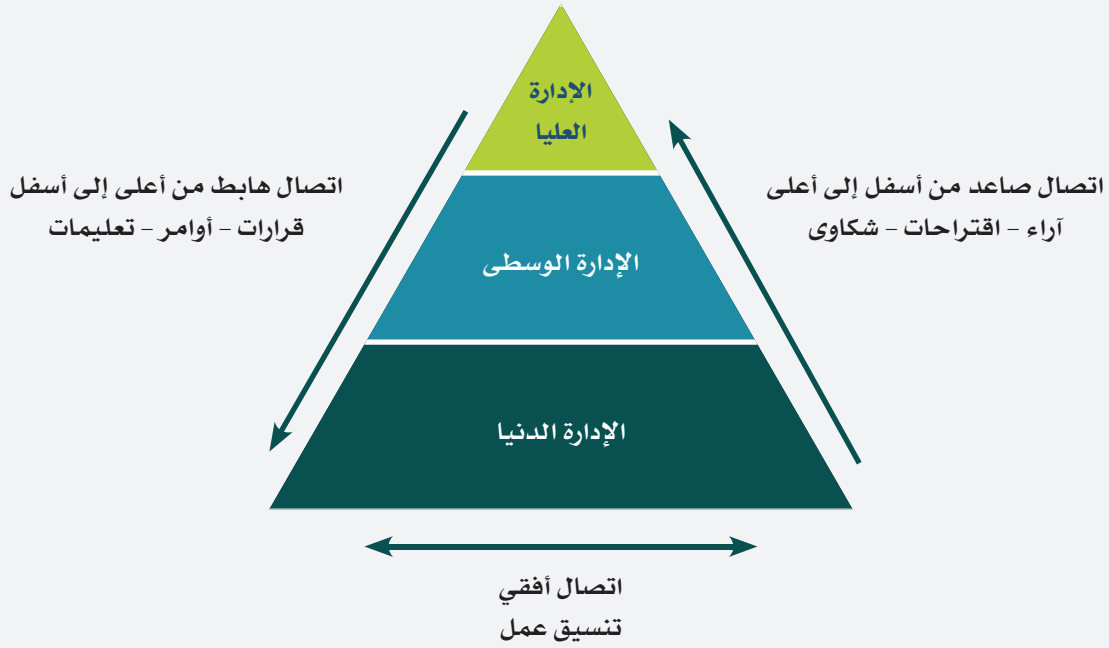 الإدارة
العليا
اتصال صاعد من أسفل إلى أعلى
آراء - اقتراحات - شكاوى
اتصال هابط من أعلى إلى أسفل
قرارات - أوامر - تعليمات
الإدارة الوسطى
الإدارة الدنيا
اتصال أفقي
تنسيق عمل